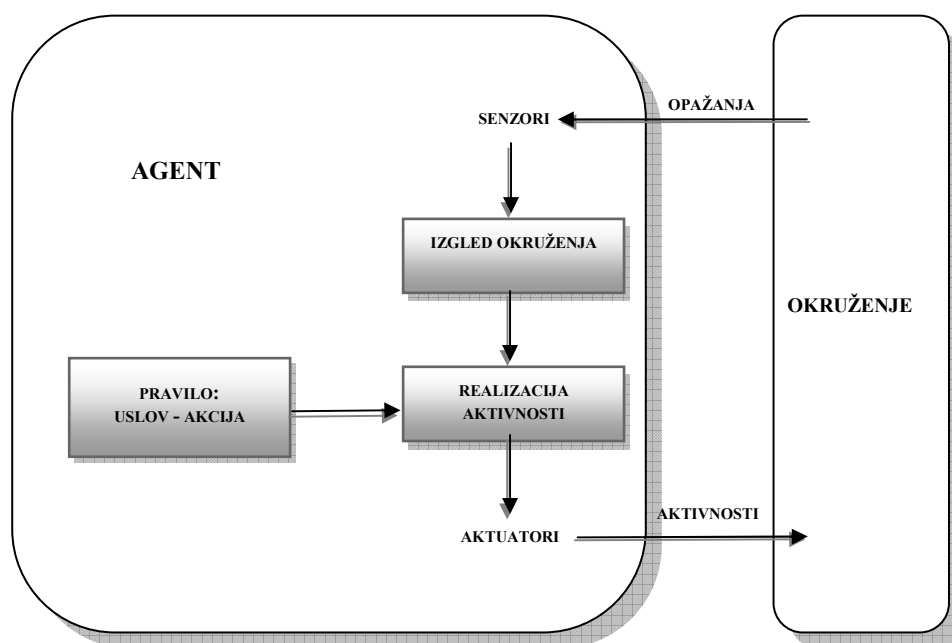 OPAŽANJA
SENZORI
AGENT
IZGLED OKRUŽENJA
OKRUŽENJE
PRAVILO:
USLOV - AKCIJA
REALIZACIJA
AKTIVNOSTI
AKTIVNOSTI
AKTUATORI